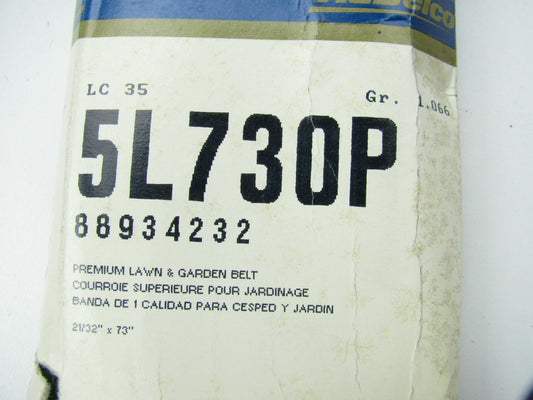 ACDelco
LC 35
Gr. 1.066
5L730P
88934232
PREMIUM LAWN & GARDEN BELT
COURROIE SUPERIEURE POUR JARDINAGE
BANDA DE 1 CALIDAD PARA CESPED Y JARDIN
21/32" x 73"